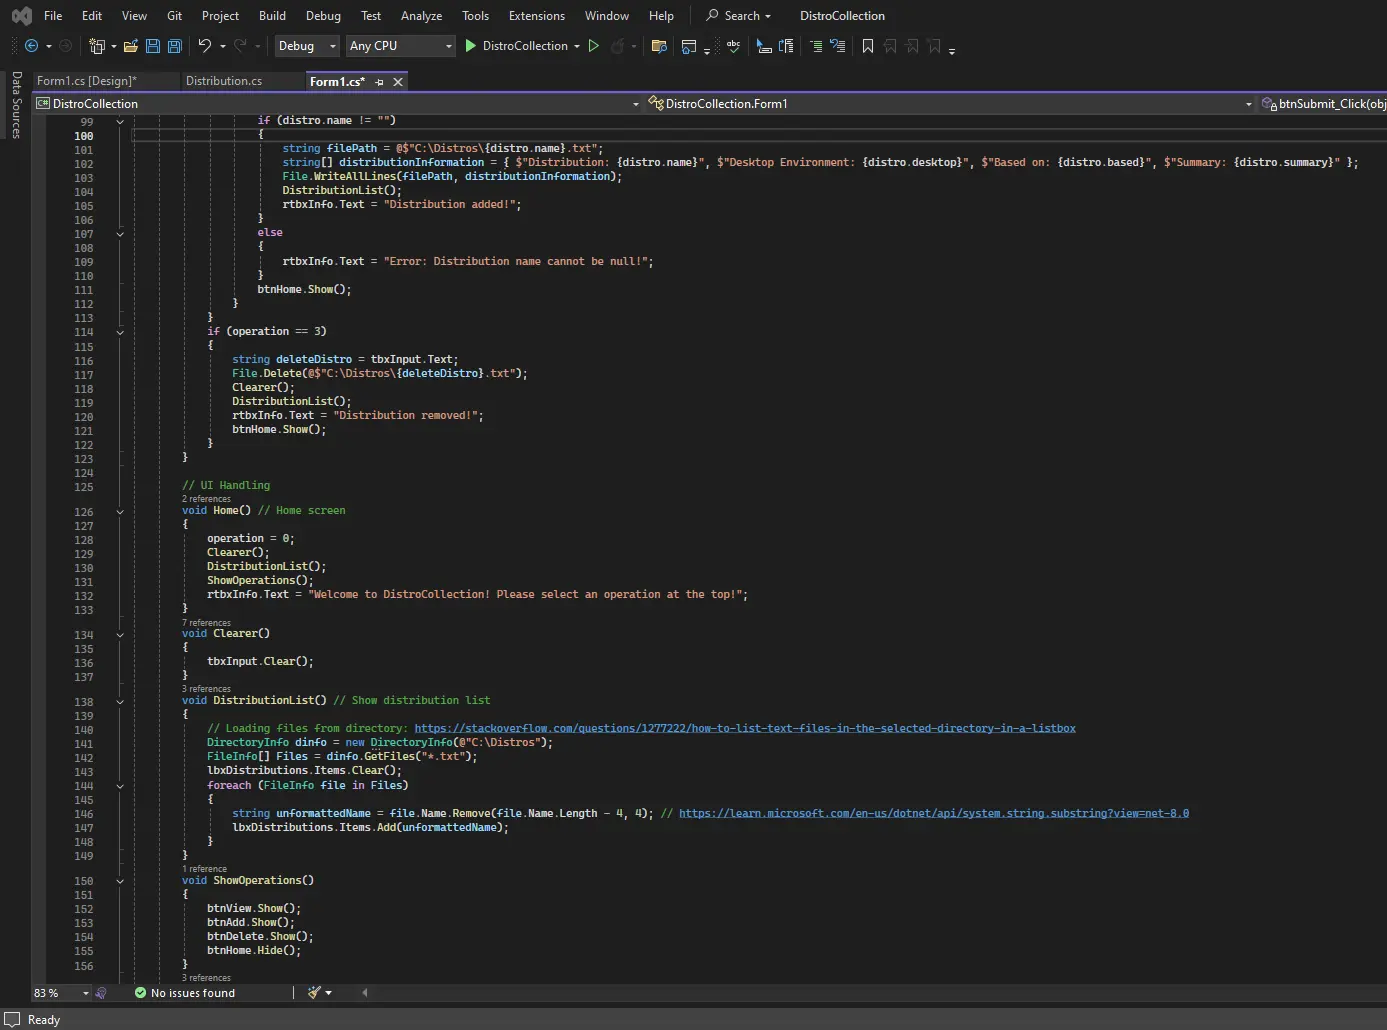 File Edit View Git Project Build Debug Test Analyze Tools Extensions Window Help Search DistroCollection
Debug Any CPU DistroCollection
Data Sources
Form1.cs [Design]* Distribution.cs Form1.cs*
C# DistroCollection DistroCollection.Form1 btnSubmit_Click(obj
99 if (distro.name != "")
100 {
101 string filePath = @$"C:\Distros\{distro.name}.txt";
102 string[] distributionInformation = { $"Distribution: {distro.name}", $"Desktop Environment: {distro.desktop}", $"Based on: {distro.based}", $"Summary: {distro.summary}" };
103 File.WriteAllLines(filePath, distributionInformation);
104 DistributionList();
105 rtbxInfo.Text = "Distribution added!";
106 }
107 else
108 {
109 rtbxInfo.Text = "Error: Distribution name cannot be null!";
110 }
111 btnHome.Show();
112 }
113 }
114 if (operation == 3)
115 {
116 string deleteDistro = tbxInput.Text;
117 File.Delete(@$"C:\Distros\{deleteDistro}.txt");
118 Clearer();
119 DistributionList();
120 rtbxInfo.Text = "Distribution removed!";
121 btnHome.Show();
122 }
123 }
124
125 // UI Handling
2 references
126 void Home() // Home screen
127 {
128 operation = 0;
129 Clearer();
130 DistributionList();
131 ShowOperations();
132 rtbxInfo.Text = "Welcome to DistroCollection! Please select an operation at the top!";
133 }
7 references
134 void Clearer()
135 {
136 tbxInput.Clear();
137 }
3 references
138 void DistributionList() // Show distribution list
139 {
140 // Loading files from directory: https://stackoverflow.com/questions/1277222/how-to-list-text-files-in-the-selected-directory-in-a-listbox
141 DirectoryInfo dinfo = new DirectoryInfo(@"C:\Distros");
142 FileInfo[] Files = dinfo.GetFiles("*.txt");
143 lbxDistributions.Items.Clear();
144 foreach (FileInfo file in Files)
145 {
146 string unformattedName = file.Name.Remove(file.Name.Length - 4, 4); // https://learn.microsoft.com/en-us/dotnet/api/system.string.substring?view=net-8.0
147 lbxDistributions.Items.Add(unformattedName);
148 }
149 }
1 reference
150 void ShowOperations()
151 {
152 btnView.Show();
153 btnAdd.Show();
154 btnDelete.Show();
155 btnHome.Hide();
156 }
3 references
83 % No issues found
Ready